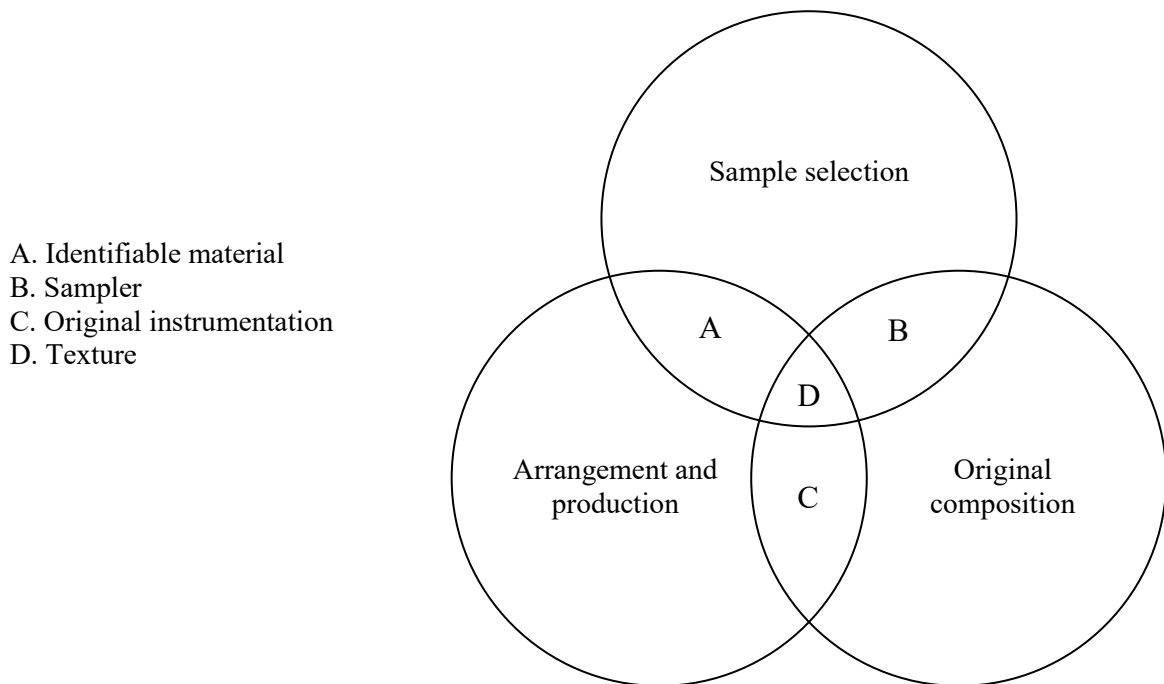 Sample selection
A. Identifiable material
B. Sampler
C. Original instrumentation
D. Texture
A
B
D
Arrangement and
production
C
Original
composition